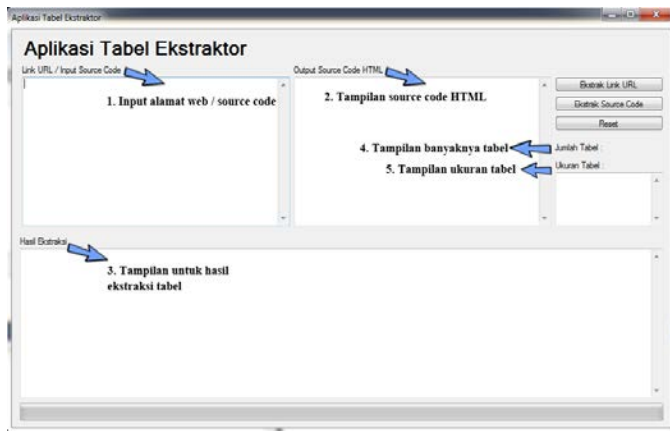 Aplikasi Tabel Ekstraktor
Aplikasi Tabel Ekstraktor
Link URL / Input Source Code
Output Source Code HTML
1. Input alamat web / source code
2. Tampilan source code HTML
Ekstrak Link URL
Ekstrak Source Code
Reset
4. Tampilan banyaknya tabel
Jumlah Tabel :
5. Tampilan ukuran tabel
Ukuran Tabel :
Hasil Ekstraksi
3. Tampilan untuk hasil
ekstraksi tabel